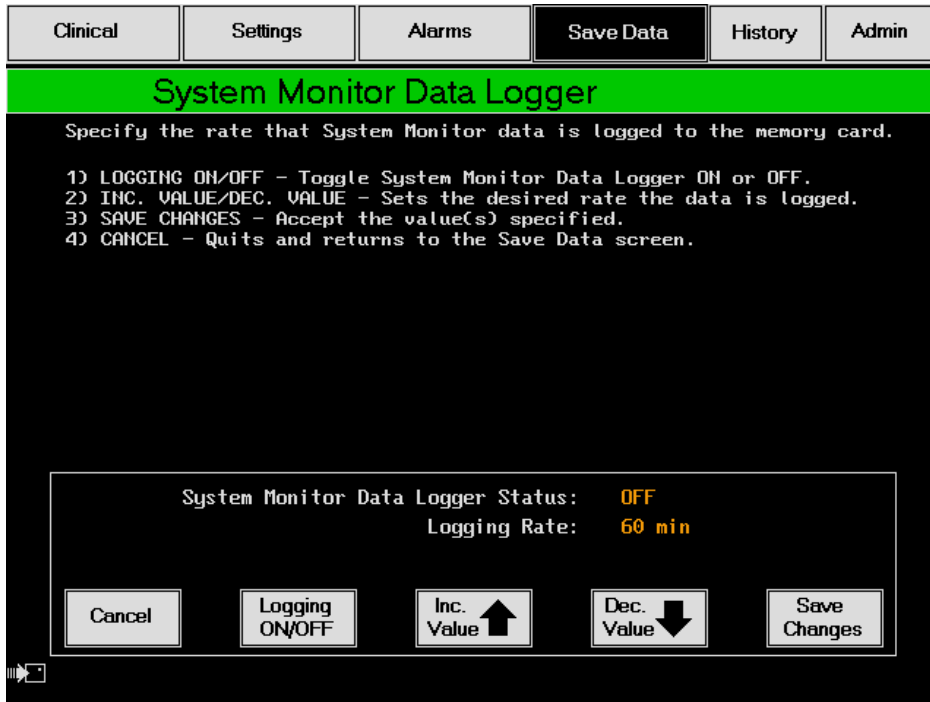 Clinical Settings Alarms Save Data History Admin
System Monitor Data Logger
Specify the rate that System Monitor data is logged to the memory card.
1) LOGGING ON/OFF – Toggle System Monitor Data Logger ON or OFF.
2) INC. VALUE/DEC. VALUE – Sets the desired rate the data is logged.
3) SAVE CHANGES – Accept the value(s) specified.
4) CANCEL – Quits and returns to the Save Data screen.
System Monitor Data Logger Status: OFF
Logging Rate: 60 min
Cancel
Logging
ON/OFF
Inc.
Value
Dec.
Value
Save
Changes